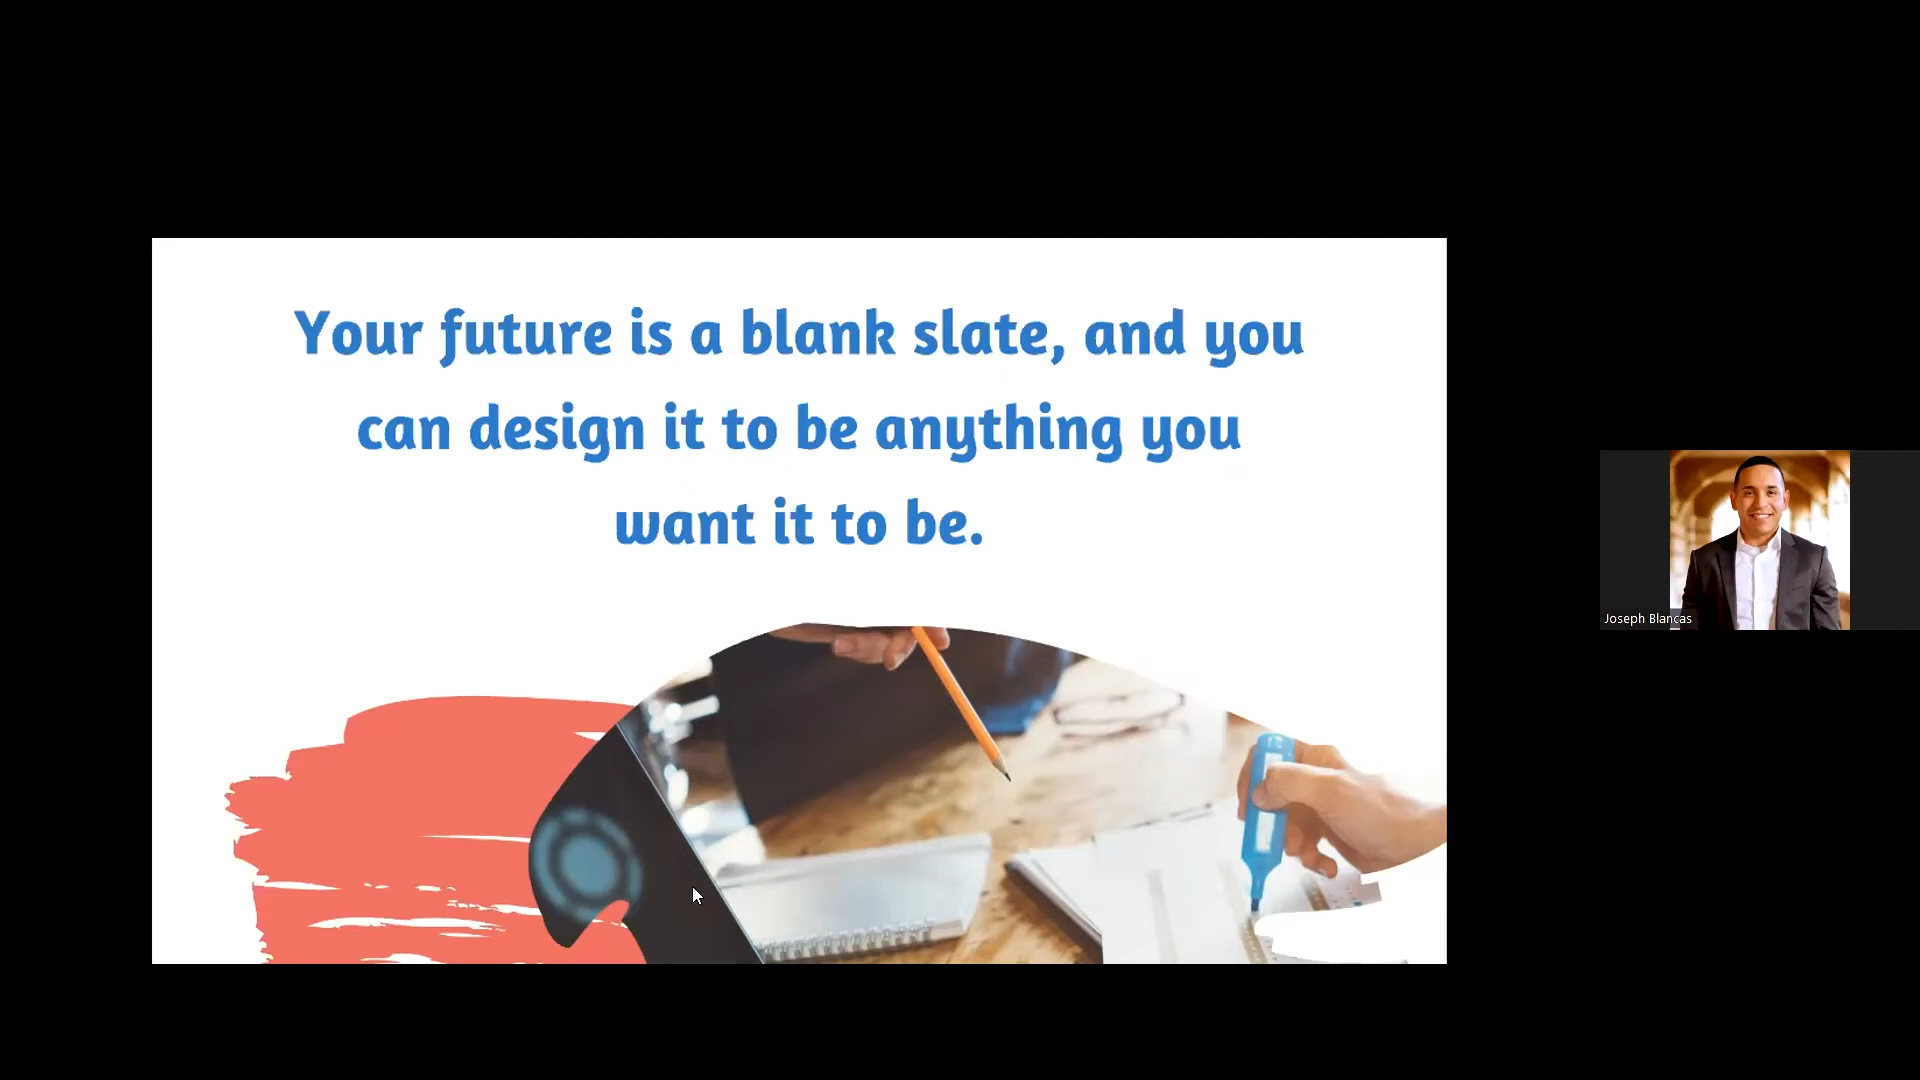 Your future is a blank slate, and you
can design it to be anything you
want it to be.
Joseph Blancas